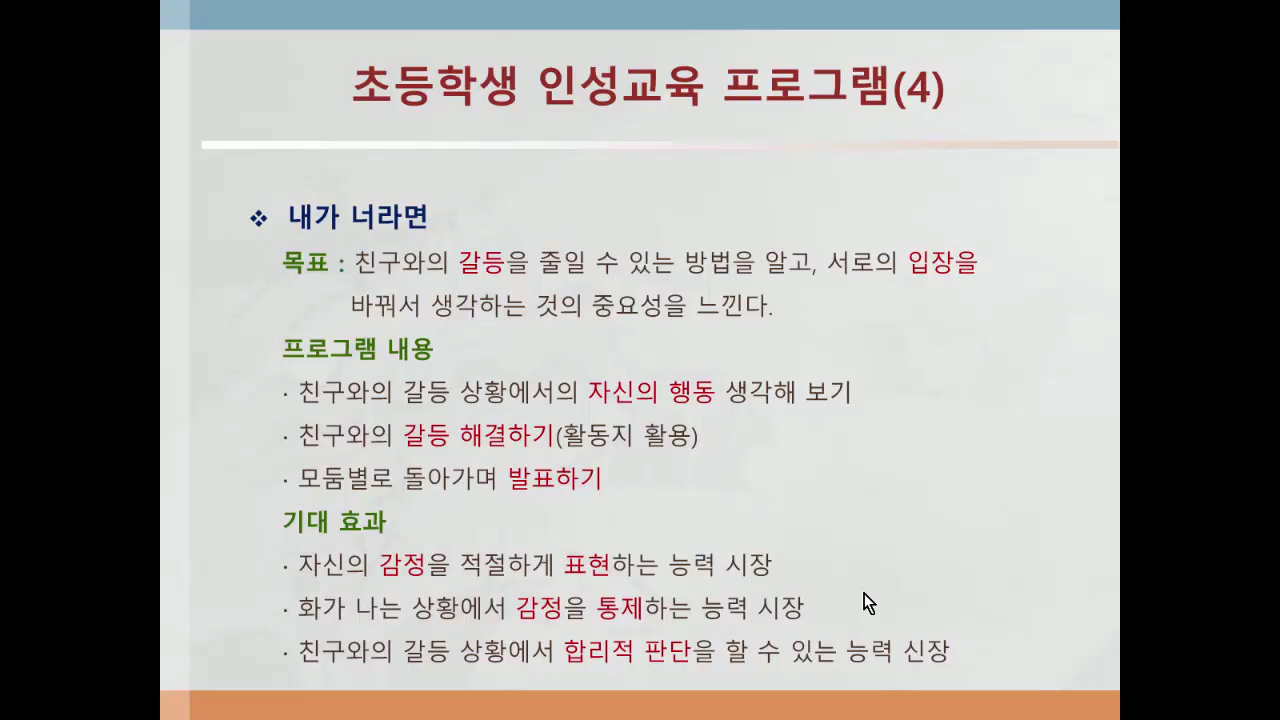 초등학생 인성교육 프로그램(4)
❖ 내가 너라면
목표 : 친구와의 갈등을 줄일 수 있는 방법을 알고, 서로의 입장을
바꿔서 생각하는 것의 중요성을 느낀다.
프로그램 내용
· 친구와의 갈등 상황에서의 자신의 행동 생각해 보기
· 친구와의 갈등 해결하기(활동지 활용)
· 모둠별로 돌아가며 발표하기
기대 효과
· 자신의 감정을 적절하게 표현하는 능력 시장
· 화가 나는 상황에서 감정을 통제하는 능력 시장
· 친구와의 갈등 상황에서 합리적 판단을 할 수 있는 능력 신장